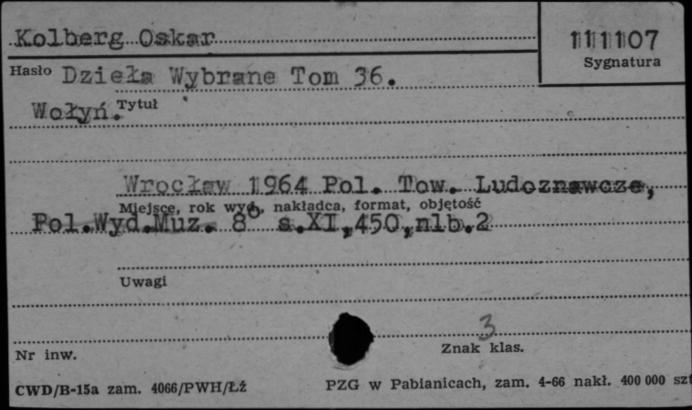 Kolberg Oskar
111107
Sygnatura
Hasło Dzieła Wybrane Tom 36.
Wołyń. Tytuł
Wrocław 1964 Pol. Tow. Ludoznawcze,
Miejsce, rok wyd., nakładca, format, objętość
Pol.Wyd.Muz. 8° s.XI,450,nlb.2
Uwagi
3
Nr inw.
Znak klas.
CWD/B-15a zam. 4066/PWH/ŁŻ
PZG w Pabianicach, zam. 4-66 nakł. 400 000 szt